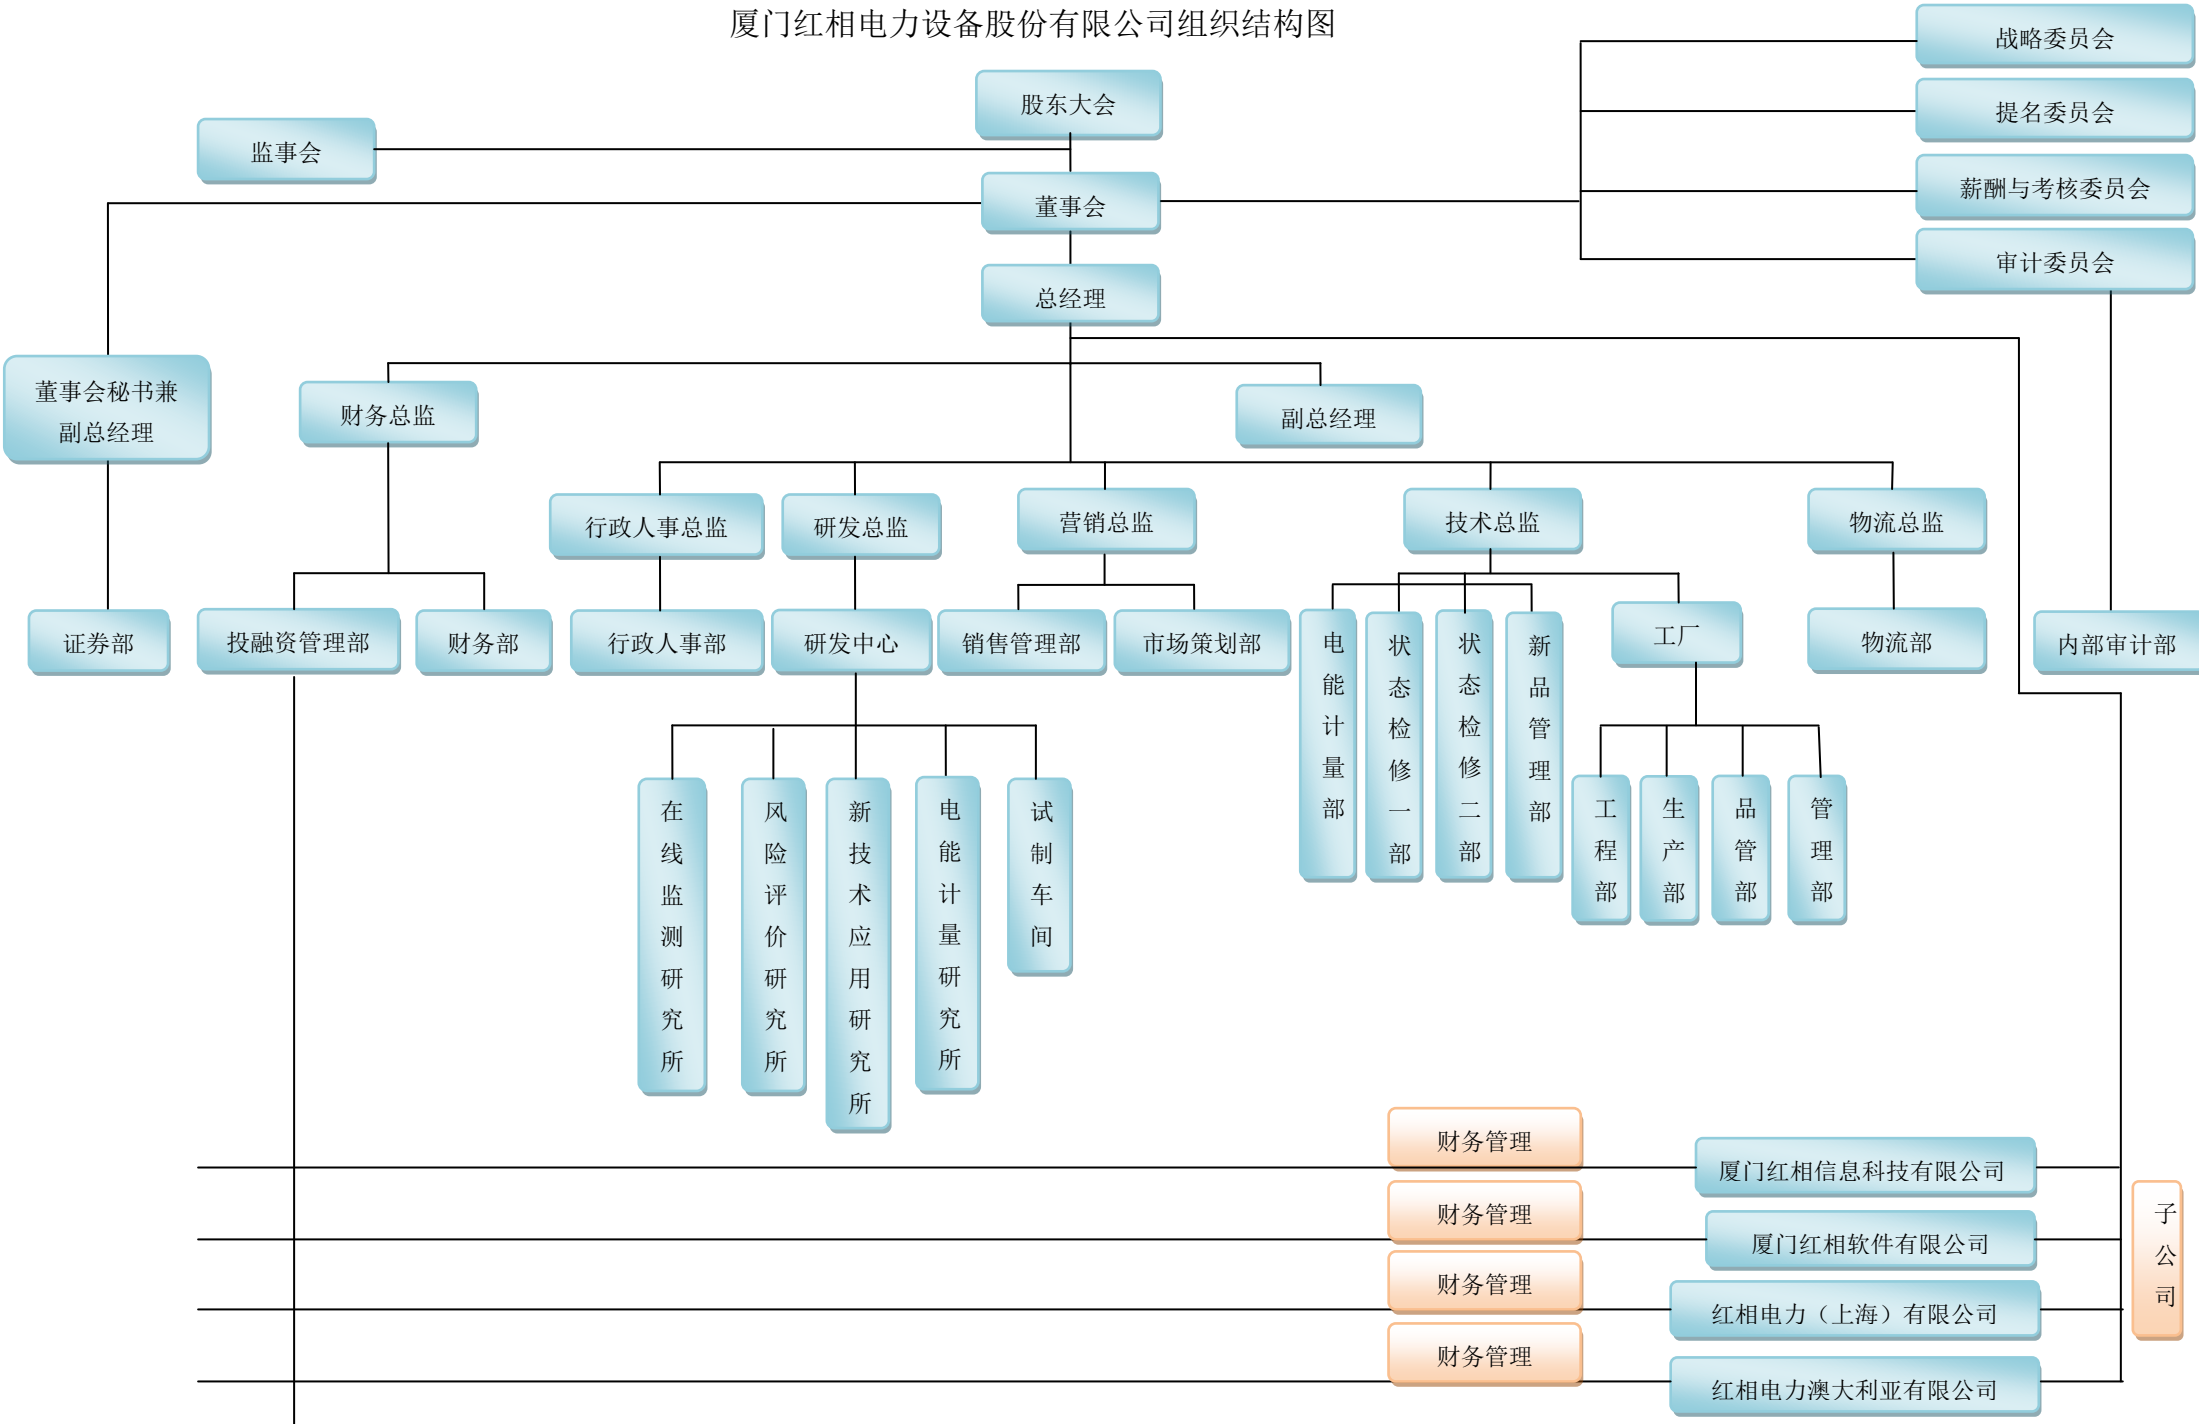 厦门红相电力设备股份有限公司组织结构图
战略委员会
股东大会
提名委员会
监事会
薪酬与考核委员会
董事会
审计委员会
总经理
董事会秘书兼
副总经理
财务总监
副总经理
行政人事总监
研发总监
营销总监
技术总监
物流总监
证券部
投融资管理部
财务部
行政人事部
研发中心
销售管理部
市场策划部
电能计量部
状态检修一部
状态检修二部
新品管理部
工厂
物流部
内部审计部
在线监测研究所
风险评价研究所
新技术应用研究所
电能计量研究所
试制车间
工程部
生产部
品管部
管理部
财务管理
厦门红相信息科技有限公司
财务管理
厦门红相软件有限公司
子公司
财务管理
红相电力（上海）有限公司
财务管理
红相电力澳大利亚有限公司